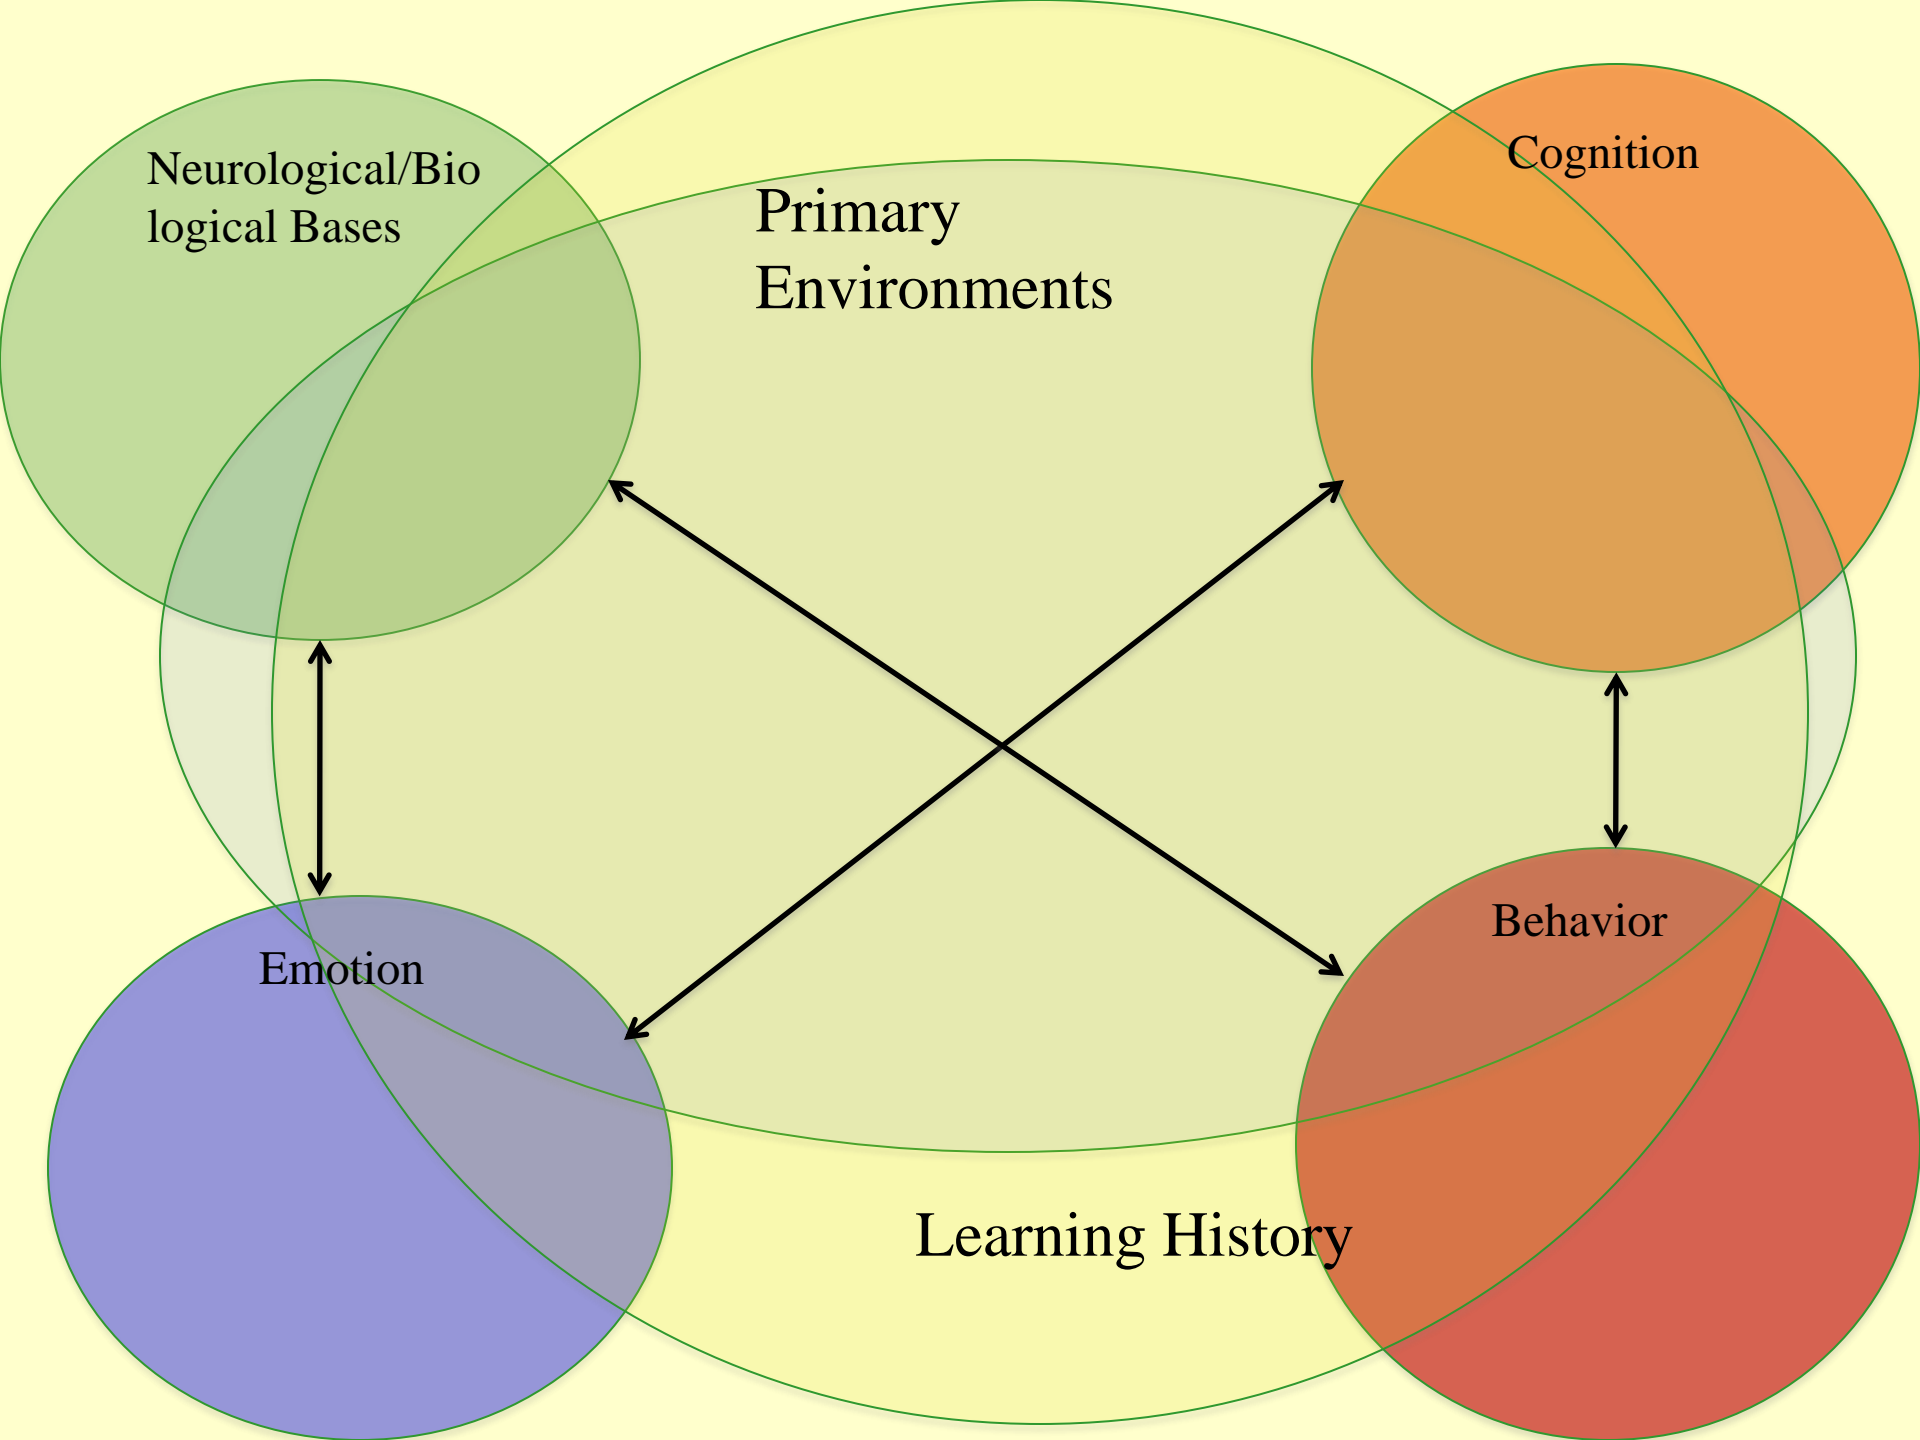 Neurological/Bio
logical Bases
Cognition
Primary
Environments
Emotion
Behavior
Learning History